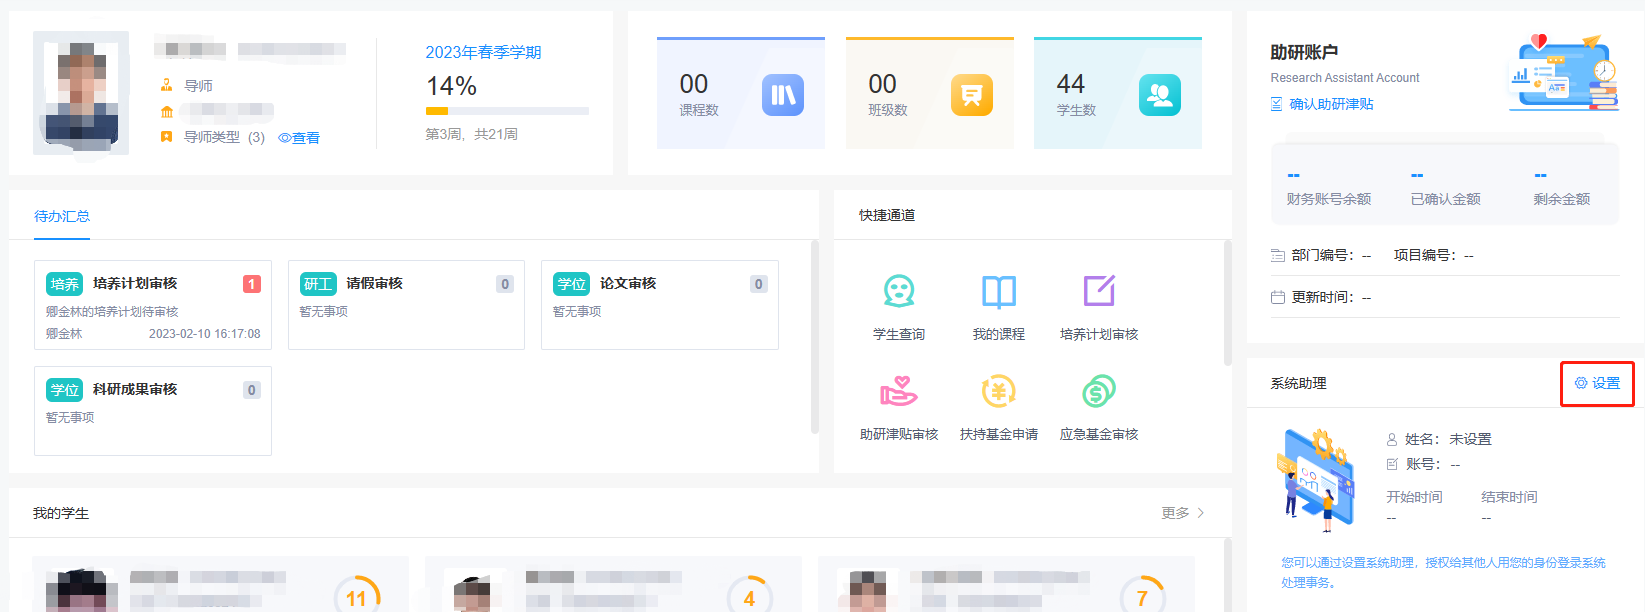 导师
导师类型 (3) 查看
2023年春季学期
14%
第3周，共21周
00
课程数
00
班级数
44
学生数
助研账户
Research Assistant Account
确认助研津贴
--
财务账号余额
--
已确认金额
--
剩余金额
部门编号：-- 项目编号：--
更新时间：--
待办汇总
培养 培养计划审核 1
卿金林的培养计划待审核
卿金林 2023-02-10 16:17:08
研工 请假审核 0
暂无事项
学位 论文审核 0
暂无事项
学位 科研成果审核 0
暂无事项
快捷通道
学生查询
我的课程
培养计划审核
助研津贴审核
扶持基金申请
应急基金审核
系统助理 设置
姓名：未设置
账号：--
开始时间 结束时间
-- --
您可以通过设置系统助理，授权给其他人用您的身份登录系统
处理事务。
我的学生 更多
11
4
7